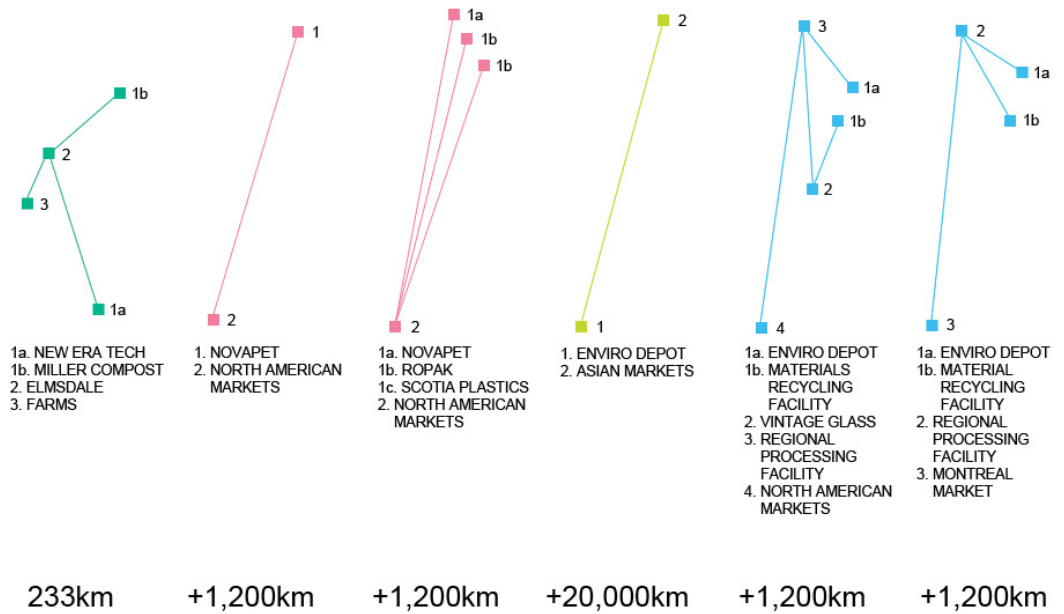 1b
2
3
1a
1a. NEW ERA TECH
1b. MILLER COMPOST
2. ELMSDALE
3. FARMS
233km
1
2
1. NOVAPET
2. NORTH AMERICAN
MARKETS
+1,200km
1a
1b
1b
2
1a. NOVAPET
1b. ROPAK
1c. SCOTIA PLASTICS
2. NORTH AMERICAN
MARKETS
+1,200km
2
1
1. ENVIRO DEPOT
2. ASIAN MARKETS
+20,000km
3
1a
1b
2
4
1a. ENVIRO DEPOT
1b. MATERIALS
RECYCLING
FACILITY
2. VINTAGE GLASS
3. REGIONAL
PROCESSING
FACILITY
4. NORTH AMERICAN
MARKETS
+1,200km
2
1a
1b
3
1a. ENVIRO DEPOT
1b. MATERIAL
RECYCLING
FACILITY
2. REGIONAL
PROCESSING
FACILITY
3. MONTREAL
MARKET
+1,200km